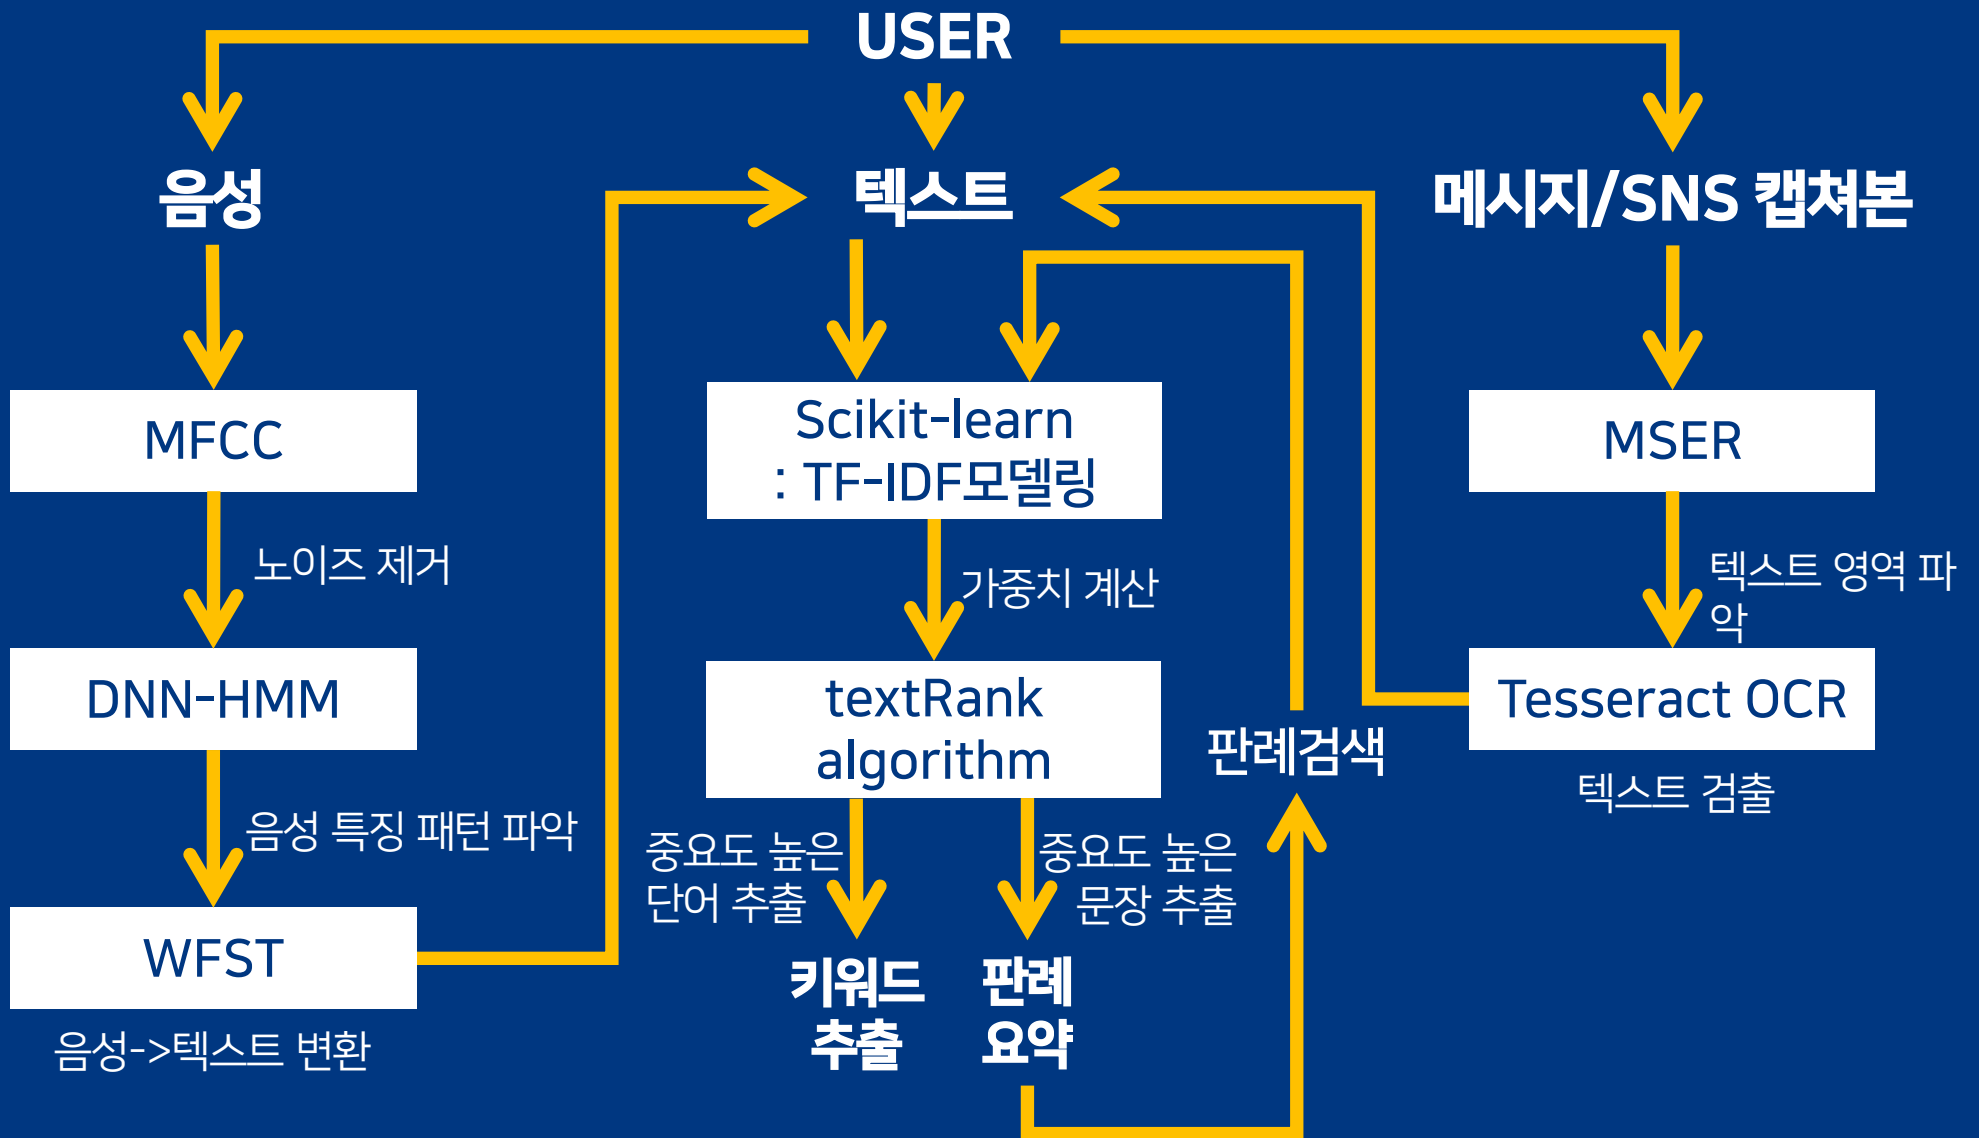 USER
음성
텍스트
메시지/SNS 캡쳐본
MFCC
Scikit-learn
: TF-IDF모델링
MSER
노이즈 제거
가중치 계산
텍스트 영역 파
악
DNN-HMM
textRank
algorithm
판례검색
Tesseract OCR
텍스트 검출
음성 특징 패턴 파악
중요도 높은
단어 추출
중요도 높은
문장 추출
WFST
음성->텍스트 변환
키워드
추출
판례
요약